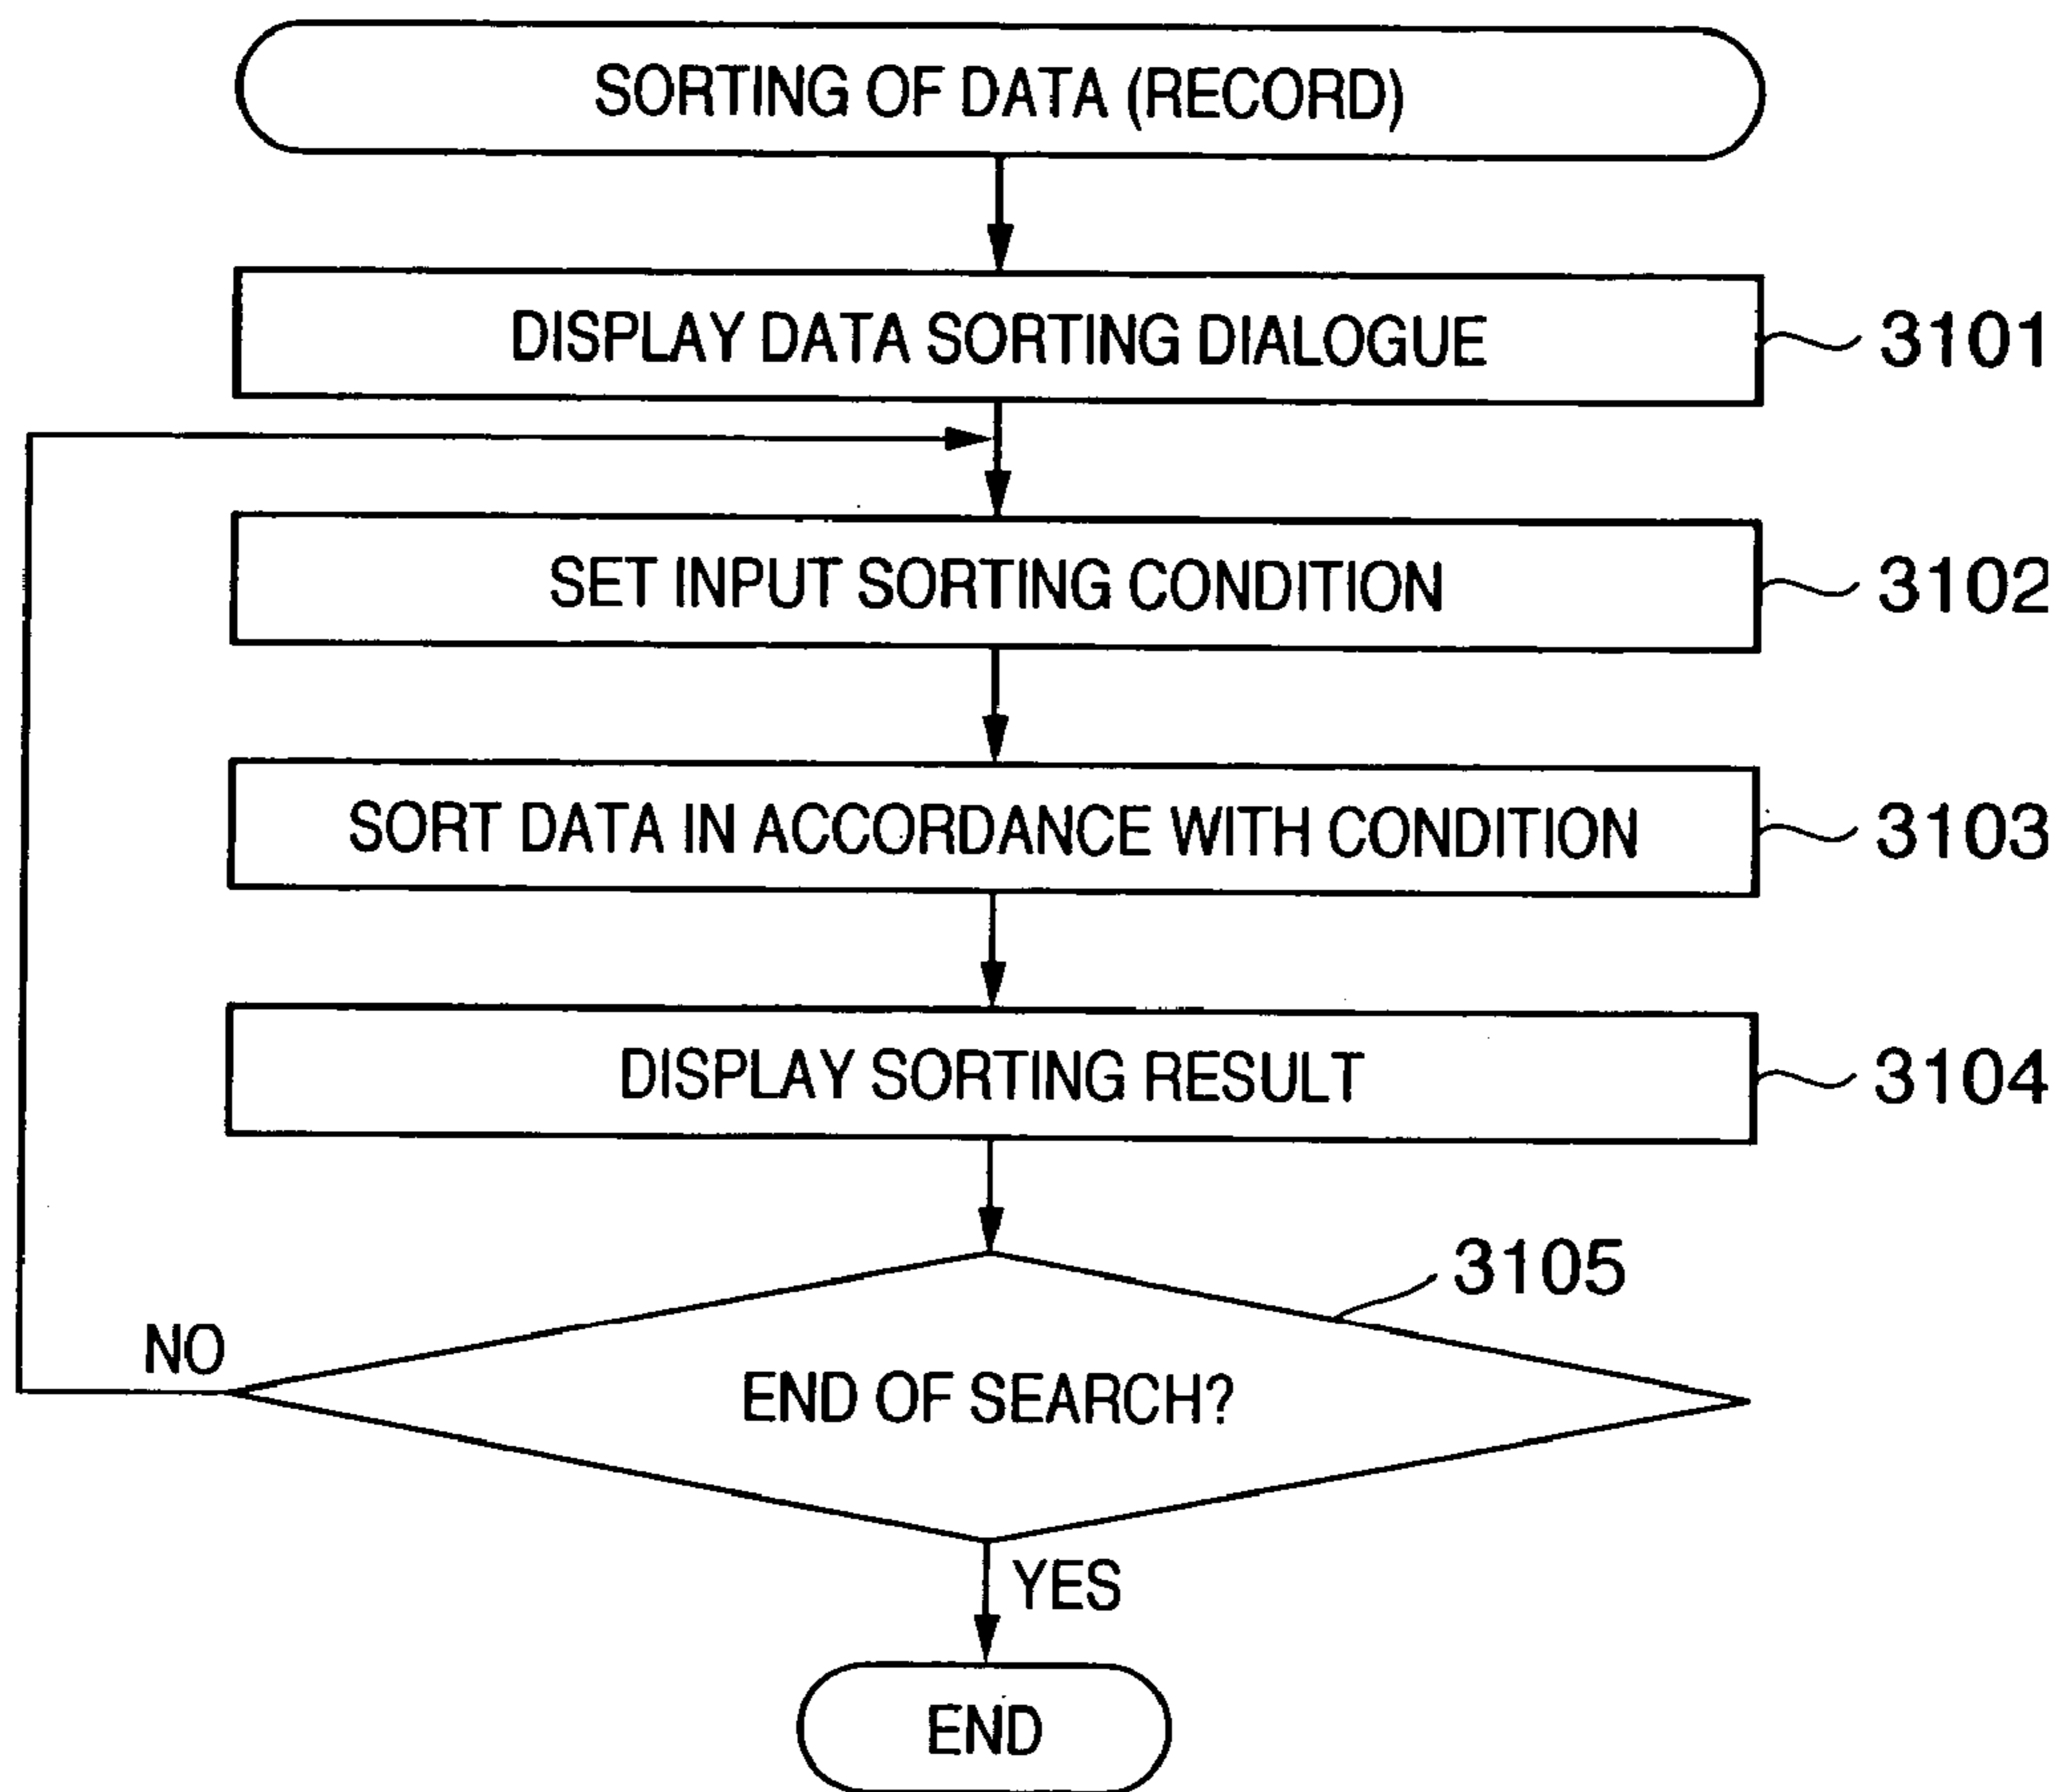 SORTING OF DATA (RECORD)
DISPLAY DATA SORTING DIALOGUE
3101
SET INPUT SORTING CONDITION
3102
SORT DATA IN ACCORDANCE WITH CONDITION
3103
DISPLAY SORTING RESULT
3104
3105
NO
END OF SEARCH?
YES
END